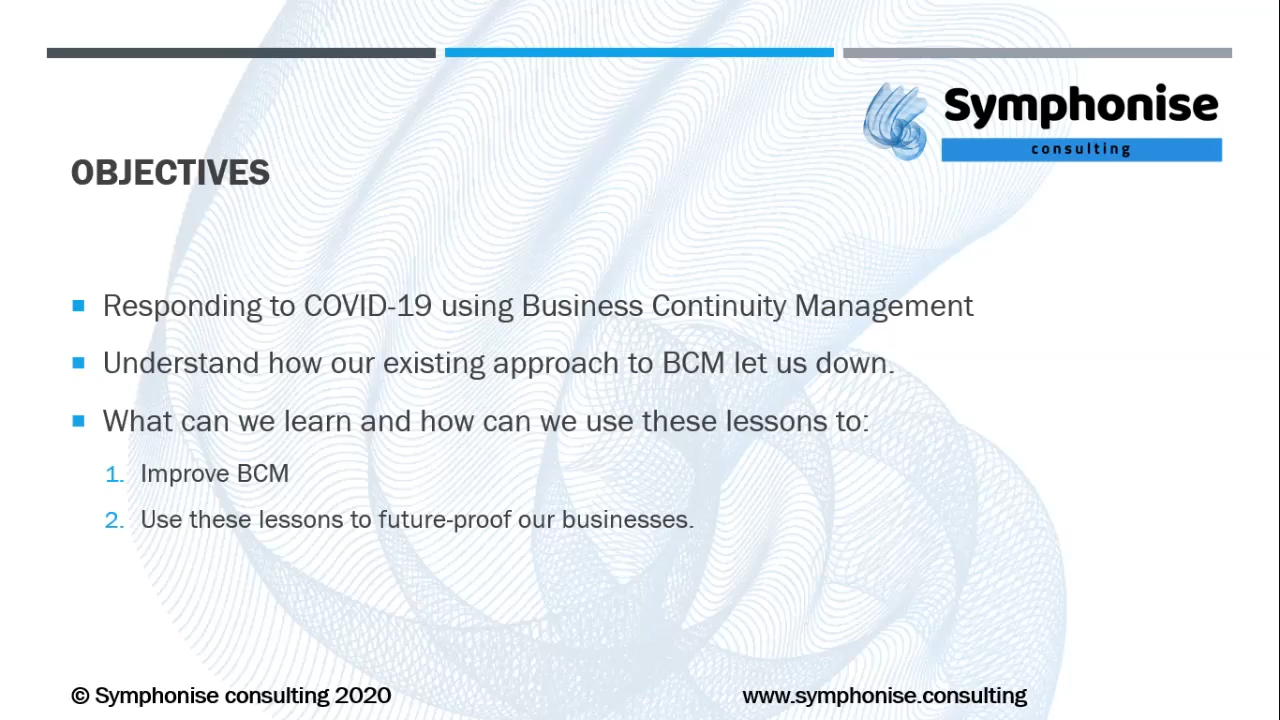 Symphonise
consulting
OBJECTIVES
Responding to COVID-19 using Business Continuity Management
Understand how our existing approach to BCM let us down.
What can we learn and how can we use these lessons to:
1. Improve BCM
2. Use these lessons to future-proof our businesses.
© Symphonise consulting 2020
www.symphonise.consulting